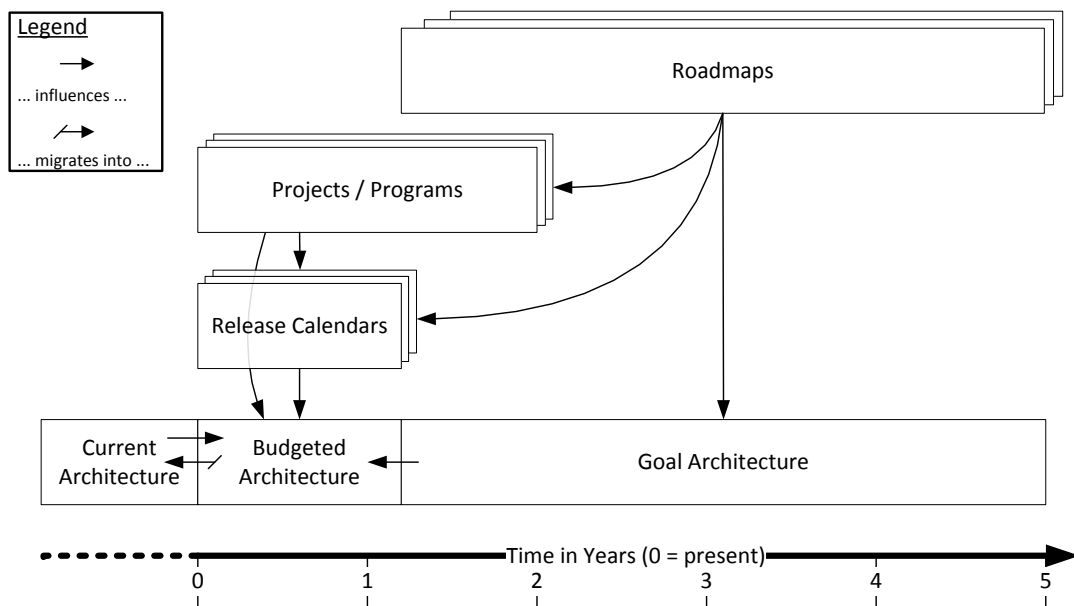 Legend
... influences ...
... migrates into ...
Roadmaps
Projects / Programs
Release Calendars
Current
Architecture
Budgeted
Architecture
Goal Architecture
Time in Years (0 = present)
0 1 2 3 4 5